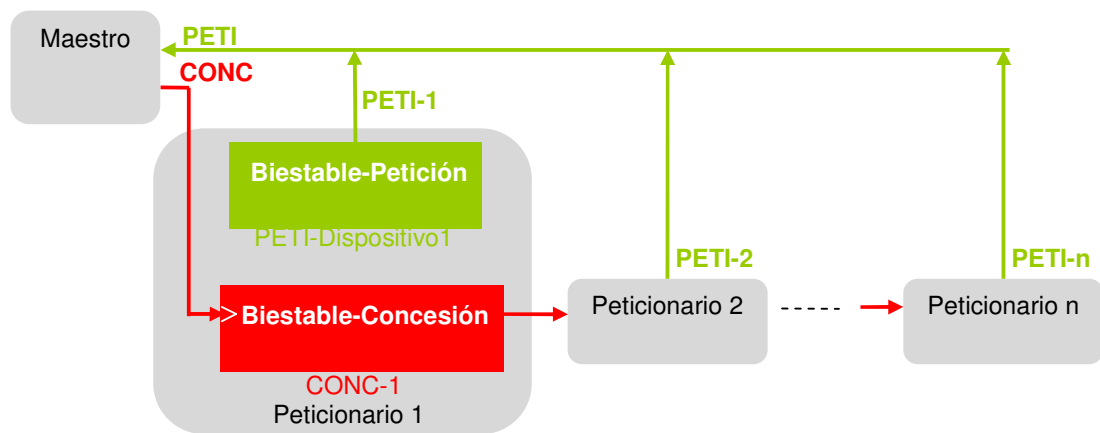 Maestro
PETI
CONC
PETI-1
Biestable-Petición
PETI-Dispositivo1
PETI-2
PETI-n
>Biestable-Concesión
Peticionario 2
-----
Peticionario n
CONC-1
Peticionario 1